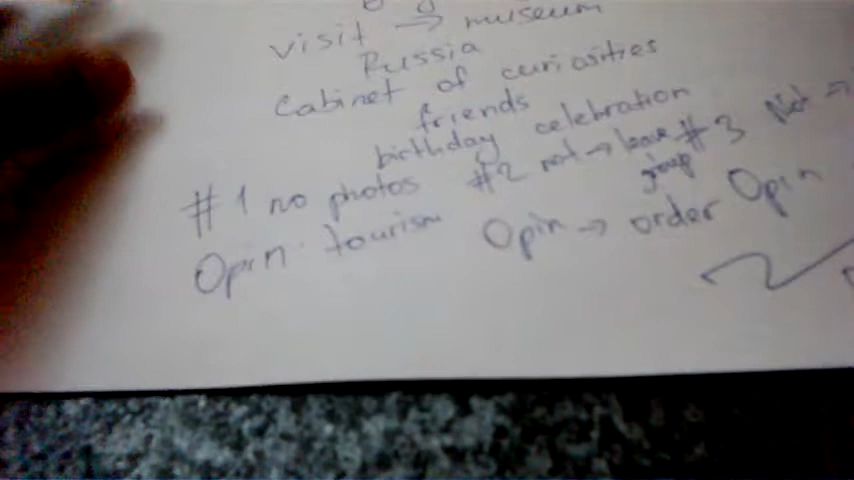 visit → museum
Russia
Cabinet of curiosities
friends
birthday celebration
#1 no photos #2 not → leave group #3 Not →
Opin tourism Opin → order Opin